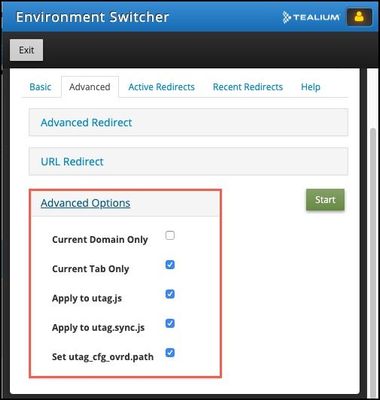 Environment Switcher
TEALIUM
Exit
Basic
Advanced
Active Redirects
Recent Redirects
Help
Advanced Redirect
URL Redirect
Advanced Options
Start
Current Domain Only
Current Tab Only
Apply to utag.js
Apply to utag.sync.js
Set utag_cfg_ovrd.path